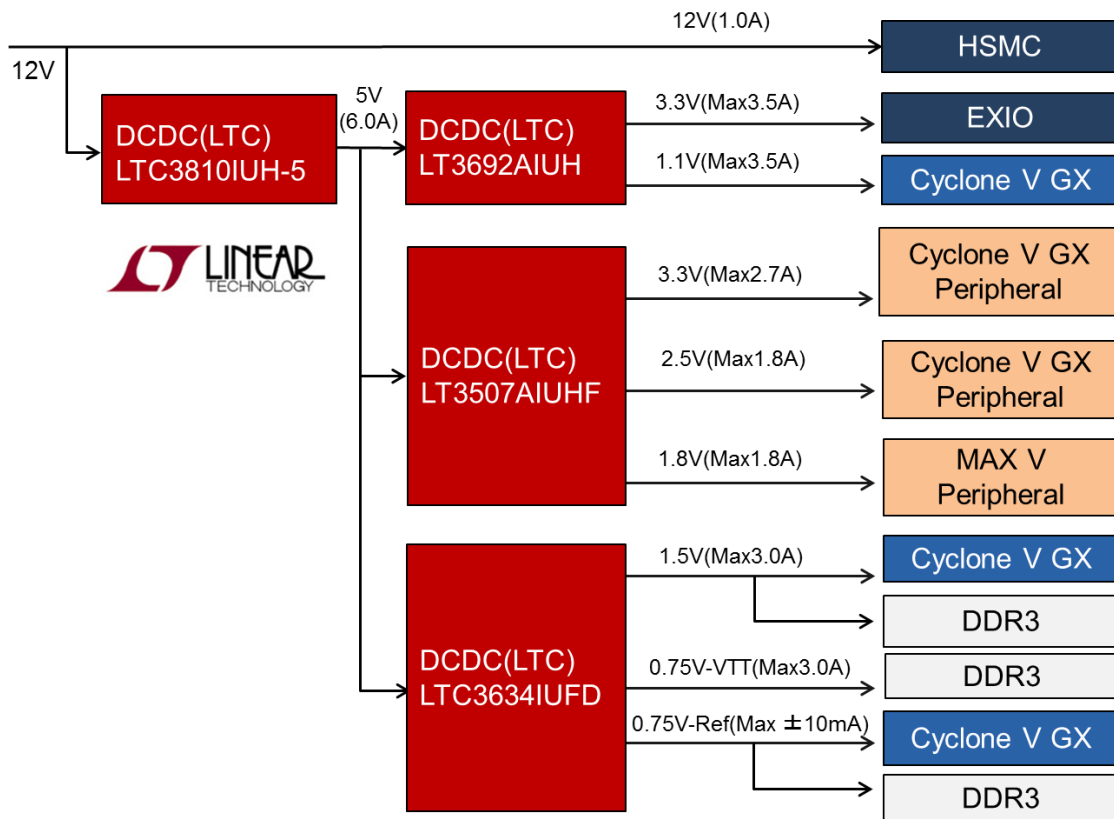 12V(1.0A)
HSMC
12V
5V
(6.0A)
DCDC(LTC)
LTC3810IUH-5
DCDC(LTC)
LT3692AIUH
3.3V(Max3.5A)
EXIO
1.1V(Max3.5A)
Cyclone V GX
LINEAR
TECHNOLOGY
DCDC(LTC)
LT3507AIUHF
3.3V(Max2.7A)
Cyclone V GX
Peripheral
2.5V(Max1.8A)
Cyclone V GX
Peripheral
1.8V(Max1.8A)
MAX V
Peripheral
DCDC(LTC)
LTC3634IUFD
1.5V(Max3.0A)
Cyclone V GX
DDR3
0.75V-VTT(Max3.0A)
DDR3
0.75V-Ref(Max ±10mA)
Cyclone V GX
DDR3